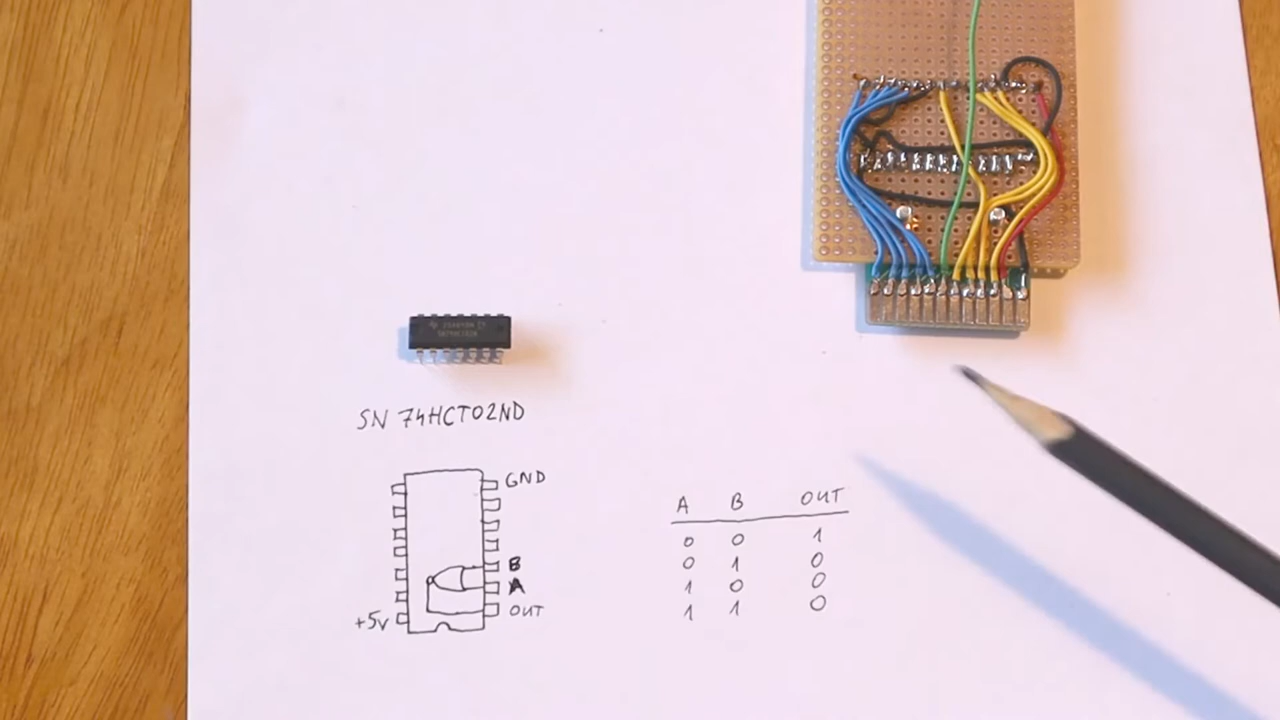 SN 74HCT02ND
GND
B
A
+5V
OUT
A B OUT
0 0 1
0 1 0
1 0 0
1 1 0